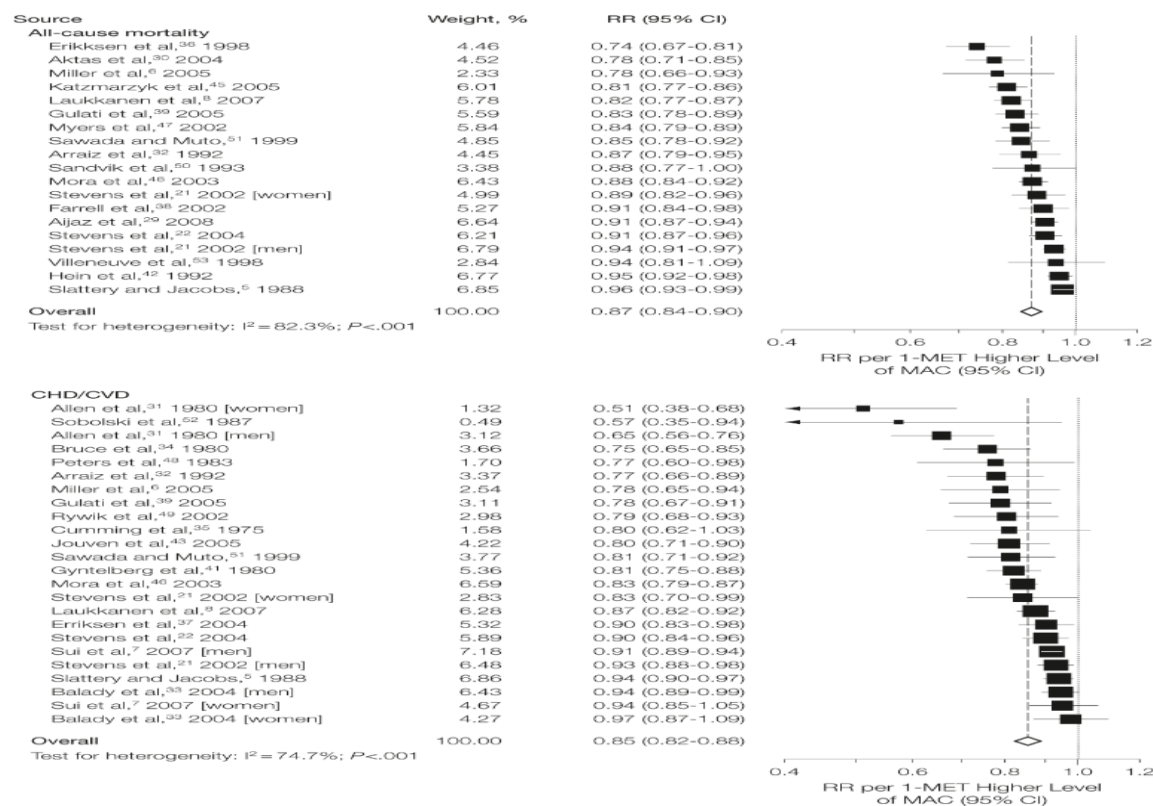 Source Weight, % RR (95% CI)
All-cause mortality
Erikksen et al,³⁶ 1998 4.46 0.74 (0.67-0.81)
Aktas et al,³⁰ 2004 4.52 0.78 (0.71-0.85)
Miller et al,⁶ 2005 2.33 0.78 (0.66-0.93)
Katzmarzyk et al,⁴⁵ 2005 6.01 0.81 (0.77-0.86)
Laukkanen et al,⁸ 2007 5.78 0.82 (0.77-0.87)
Gulati et al,³⁹ 2005 5.59 0.83 (0.78-0.89)
Myers et al,⁴⁷ 2002 5.84 0.84 (0.79-0.89)
Sawada and Muto,⁵¹ 1999 4.85 0.85 (0.78-0.92)
Arraiz et al,³² 1992 4.45 0.87 (0.79-0.95)
Sandvik et al,⁵⁰ 1993 3.38 0.88 (0.77-1.00)
Mora et al,⁴⁶ 2003 6.43 0.88 (0.84-0.92)
Stevens et al,²¹ 2002 [women] 4.99 0.89 (0.82-0.96)
Farrell et al,³⁸ 2002 5.27 0.91 (0.84-0.98)
Aijaz et al,²⁹ 2008 6.64 0.91 (0.87-0.94)
Stevens et al,²² 2004 6.21 0.91 (0.87-0.96)
Stevens et al,²¹ 2002 [men] 6.79 0.94 (0.91-0.97)
Villeneuve et al,⁵³ 1998 2.84 0.94 (0.81-1.09)
Hein et al,⁴² 1992 6.77 0.95 (0.92-0.98)
Slattery and Jacobs,⁵ 1988 6.85 0.96 (0.93-0.99)
Overall 100.00 0.87 (0.84-0.90)
Test for heterogeneity: I² = 82.3%; P<.001
0.4 0.6 0.8 1.0 1.2
RR per 1-MET Higher Level
of MAC (95% CI)
CHD/CVD
Allen et al,³¹ 1980 [women] 1.32 0.51 (0.38-0.68)
Sobolski et al,⁵² 1987 0.49 0.57 (0.35-0.94)
Allen et al,³¹ 1980 [men] 3.12 0.65 (0.56-0.76)
Bruce et al,³⁴ 1980 3.66 0.75 (0.65-0.85)
Peters et al,⁴⁸ 1983 1.70 0.77 (0.60-0.98)
Arraiz et al,³² 1992 3.37 0.77 (0.66-0.89)
Miller et al,⁶ 2005 2.54 0.78 (0.65-0.94)
Gulati et al,³⁹ 2005 3.11 0.78 (0.67-0.91)
Rywik et al,⁴⁹ 2002 2.98 0.79 (0.68-0.93)
Cumming et al,³⁵ 1975 1.56 0.80 (0.62-1.03)
Jouven et al,⁴³ 2005 4.22 0.80 (0.71-0.90)
Sawada and Muto,⁵¹ 1999 3.77 0.81 (0.71-0.92)
Gyntelberg et al,⁴¹ 1980 5.36 0.81 (0.75-0.88)
Mora et al,⁴⁶ 2003 6.59 0.83 (0.79-0.87)
Stevens et al,²¹ 2002 [women] 2.83 0.83 (0.70-0.99)
Laukkanen et al,⁸ 2007 6.28 0.87 (0.82-0.92)
Erriksen et al,³⁷ 2004 5.32 0.90 (0.83-0.98)
Stevens et al,²² 2004 5.89 0.90 (0.84-0.96)
Sui et al,⁷ 2007 [men] 7.18 0.91 (0.89-0.94)
Stevens et al,²¹ 2002 [men] 6.48 0.93 (0.88-0.98)
Slattery and Jacobs,⁵ 1988 6.86 0.94 (0.90-0.97)
Balady et al,³³ 2004 [men] 6.43 0.94 (0.89-0.99)
Sui et al,⁷ 2007 [women] 4.67 0.94 (0.85-1.05)
Balady et al,³³ 2004 [women] 4.27 0.97 (0.87-1.09)
Overall 100.00 0.85 (0.82-0.88)
Test for heterogeneity: I² = 74.7%; P<.001
0.4 0.6 0.8 1.0 1.2
RR per 1-MET Higher Level
of MAC (95% CI)